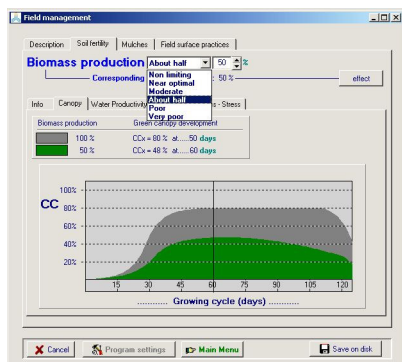 Field management
Description Soil fertility Mulches Field surface practices
Biomass production About half 50 %
Non limiting
Near optimal
Moderate
About half
Poor
Very poor
Corresponding : 50 % effect
Info Canopy Water Productivity s - Stress
Biomass production Green canopy development
100 % CCx = 80 % at.....50 days
50 % CCx = 48 % at.....60 days
CC
100%
80%
60%
40%
20%
15 30 45 60 75 90 105 120
............ Growing cycle (days) ............
Cancel Program settings Main Menu Save on disk